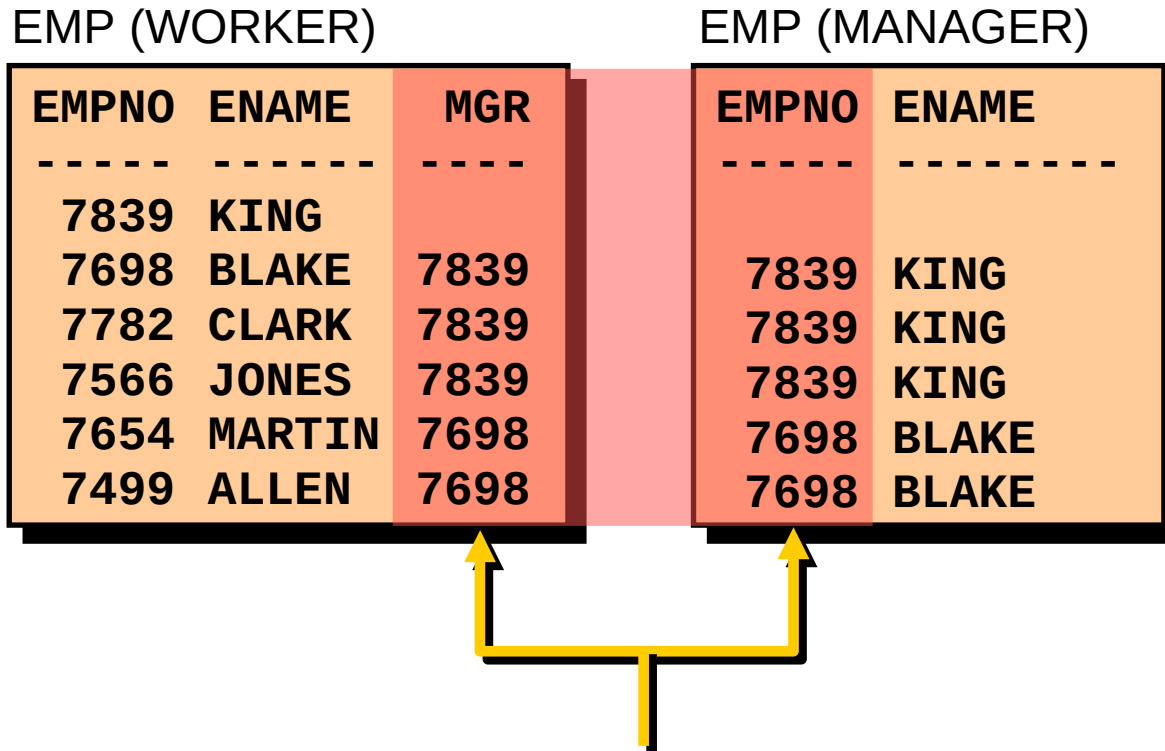 EMP (WORKER) EMP (MANAGER)
EMPNO ENAME MGR EMPNO ENAME
----- ------ ---- ----- --------
7839 KING
7698 BLAKE 7839 7839 KING
7782 CLARK 7839 7839 KING
7566 JONES 7839 7839 KING
7654 MARTIN 7698 7698 BLAKE
7499 ALLEN 7698 7698 BLAKE